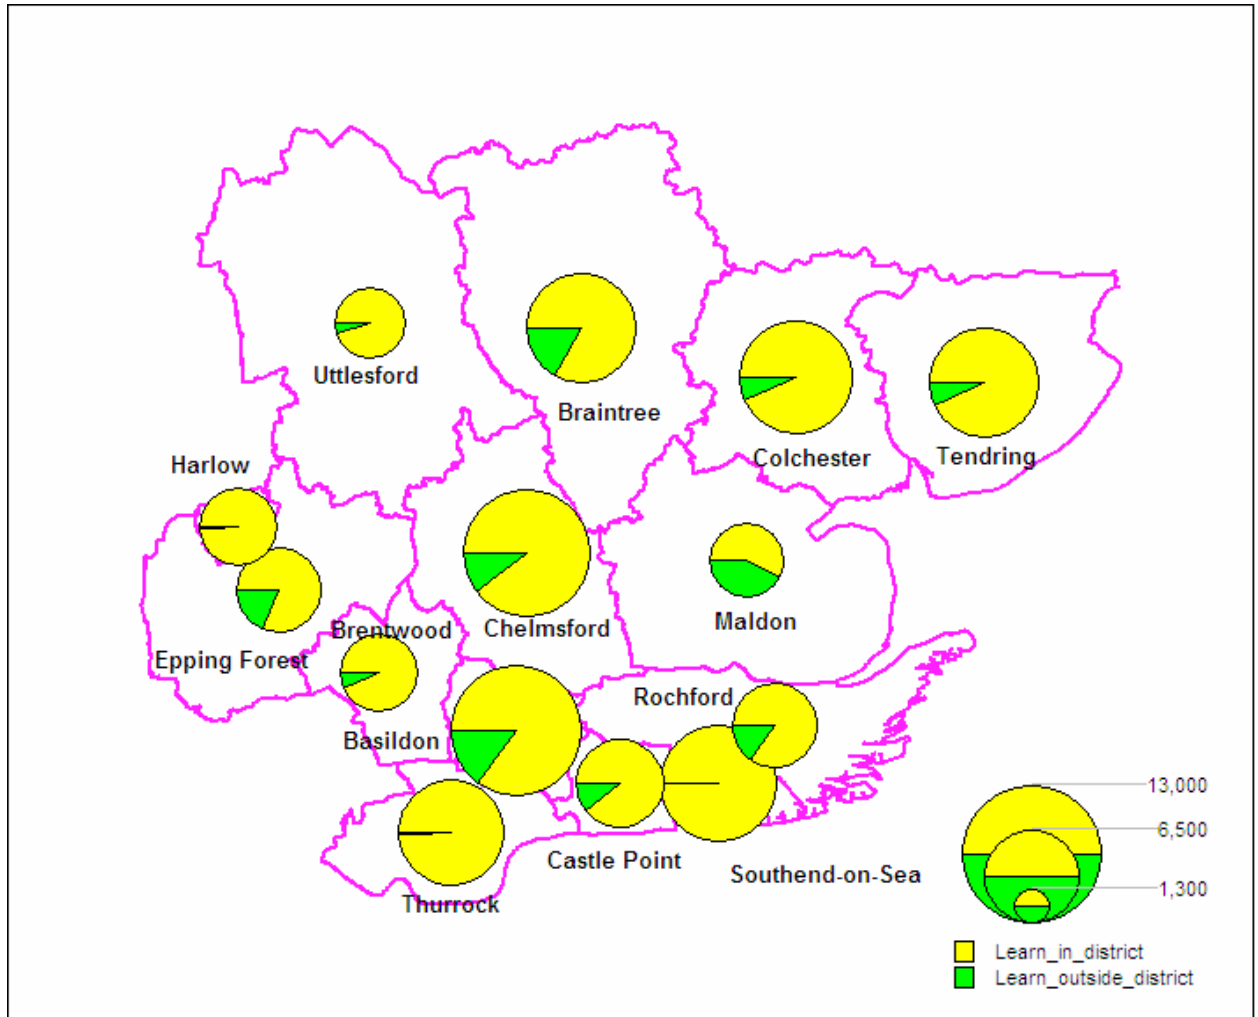 Uttlesford
Braintree
Colchester
Tendring
Harlow
Brentwood
Chelmsford
Maldon
Epping Forest
Rochford
Basildon
Castle Point
Southend-on-Sea
Thurrock
13,000
6,500
1,300
Learn_in_district
Learn_outside_district